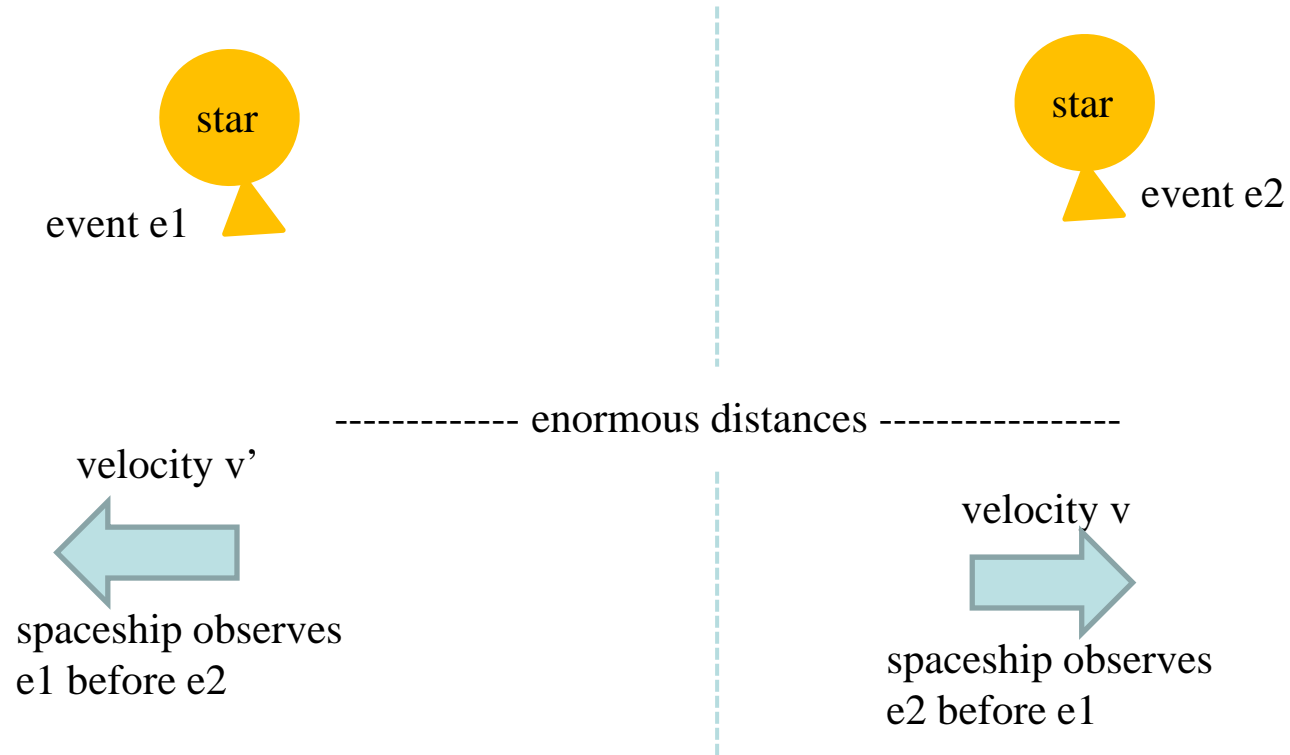 star
star
event e1
event e2
------------- enormous distances -----------------
velocity v’
velocity v
spaceship observes
e1 before e2
spaceship observes
e2 before e1